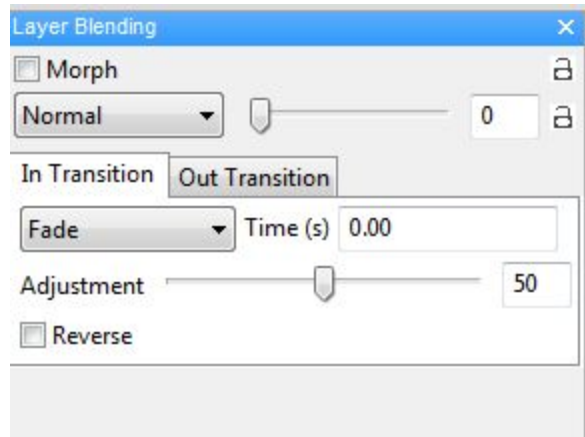 Layer Blending
Morph
Normal 0
In Transition Out Transition
Fade Time (s) 0.00
Adjustment 50
Reverse